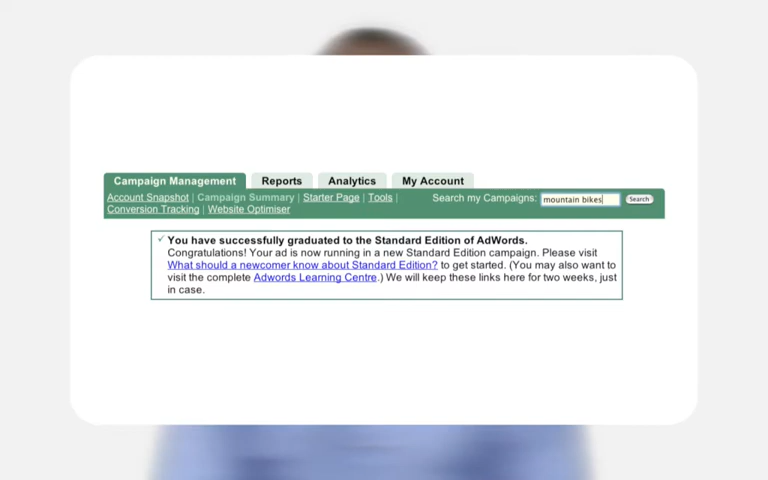 Campaign Management Reports Analytics My Account
Account Snapshot | Campaign Summary | Starter Page | Tools | Search my Campaigns: mountain bikes Search
Conversion Tracking | Website Optimiser
You have successfully graduated to the Standard Edition of AdWords.
Congratulations! Your ad is now running in a new Standard Edition campaign. Please visit
What should a newcomer know about Standard Edition? to get started. (You may also want to
visit the complete Adwords Learning Centre.) We will keep these links here for two weeks, just
in case.